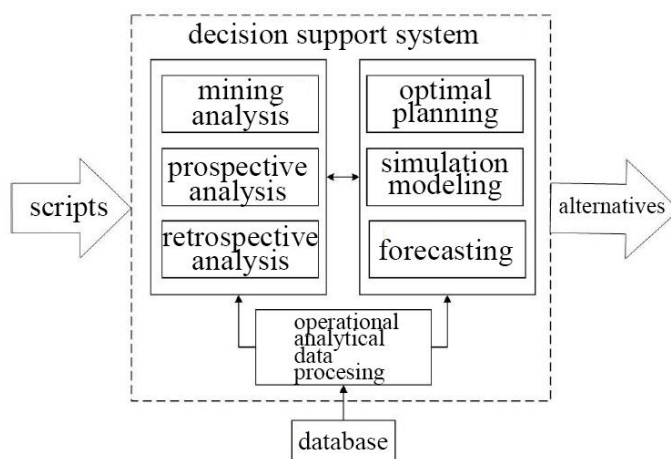 decision support system
mining
analysis
prospective
analysis
retrospective
analysis
optimal
planning
simulation
modeling
forecasting
scripts
alternatives
operational
analytical
data
procesing
database